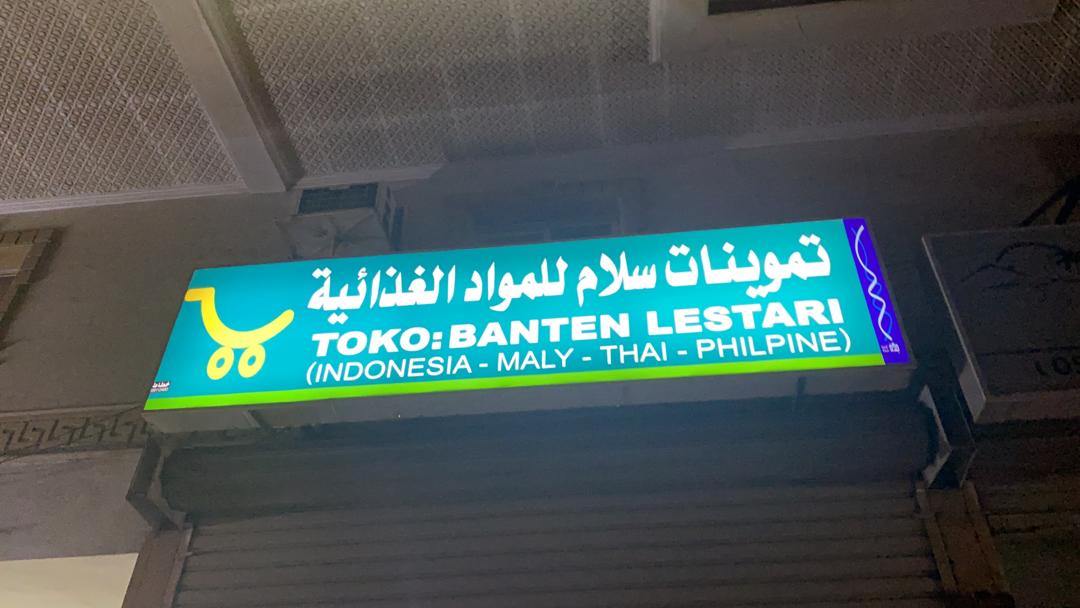 تموينات سلام للمواد الغذائية
TOKO: BANTEN LESTARI
(INDONESIA - MALY - THAI - PHILPINE)